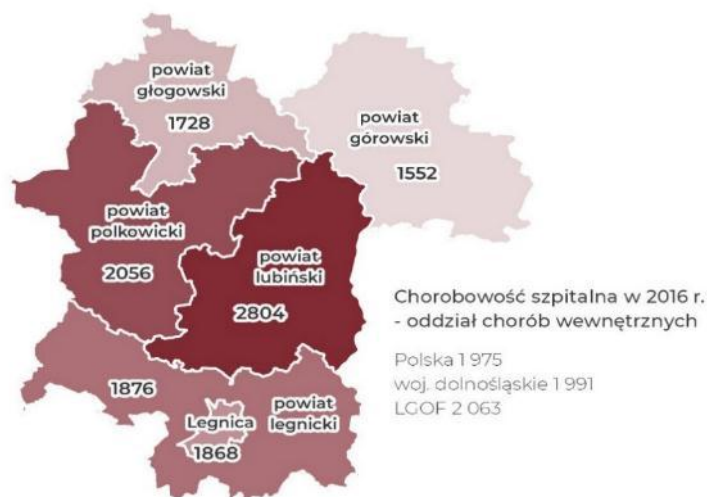 powiat
głogowski
1728
powiat
górowski
1552
powiat
polkowicki
2056
powiat
lubiński
2804
Chorobowość szpitalna w 2016 r.
- oddział chorób wewnętrznych
Polska 1 975
woj. dolnośląskie 1 991
LGOF 2 063
1876
powiat
legnicki
Legnica
1868